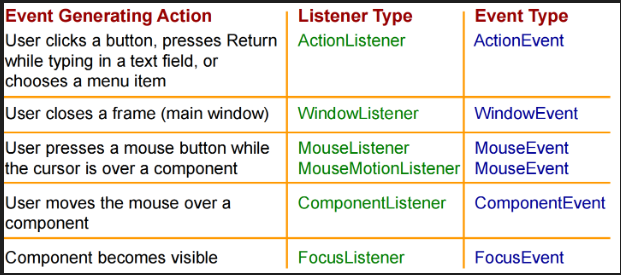 Event Generating Action Listener Type Event Type
User clicks a button, presses Return ActionListener ActionEvent
while typing in a text field, or
chooses a menu item
User closes a frame (main window) WindowListener WindowEvent
User presses a mouse button while MouseListener MouseEvent
the cursor is over a component MouseMotionListener MouseEvent
User moves the mouse over a ComponentListener ComponentEvent
component
Component becomes visible FocusListener FocusEvent